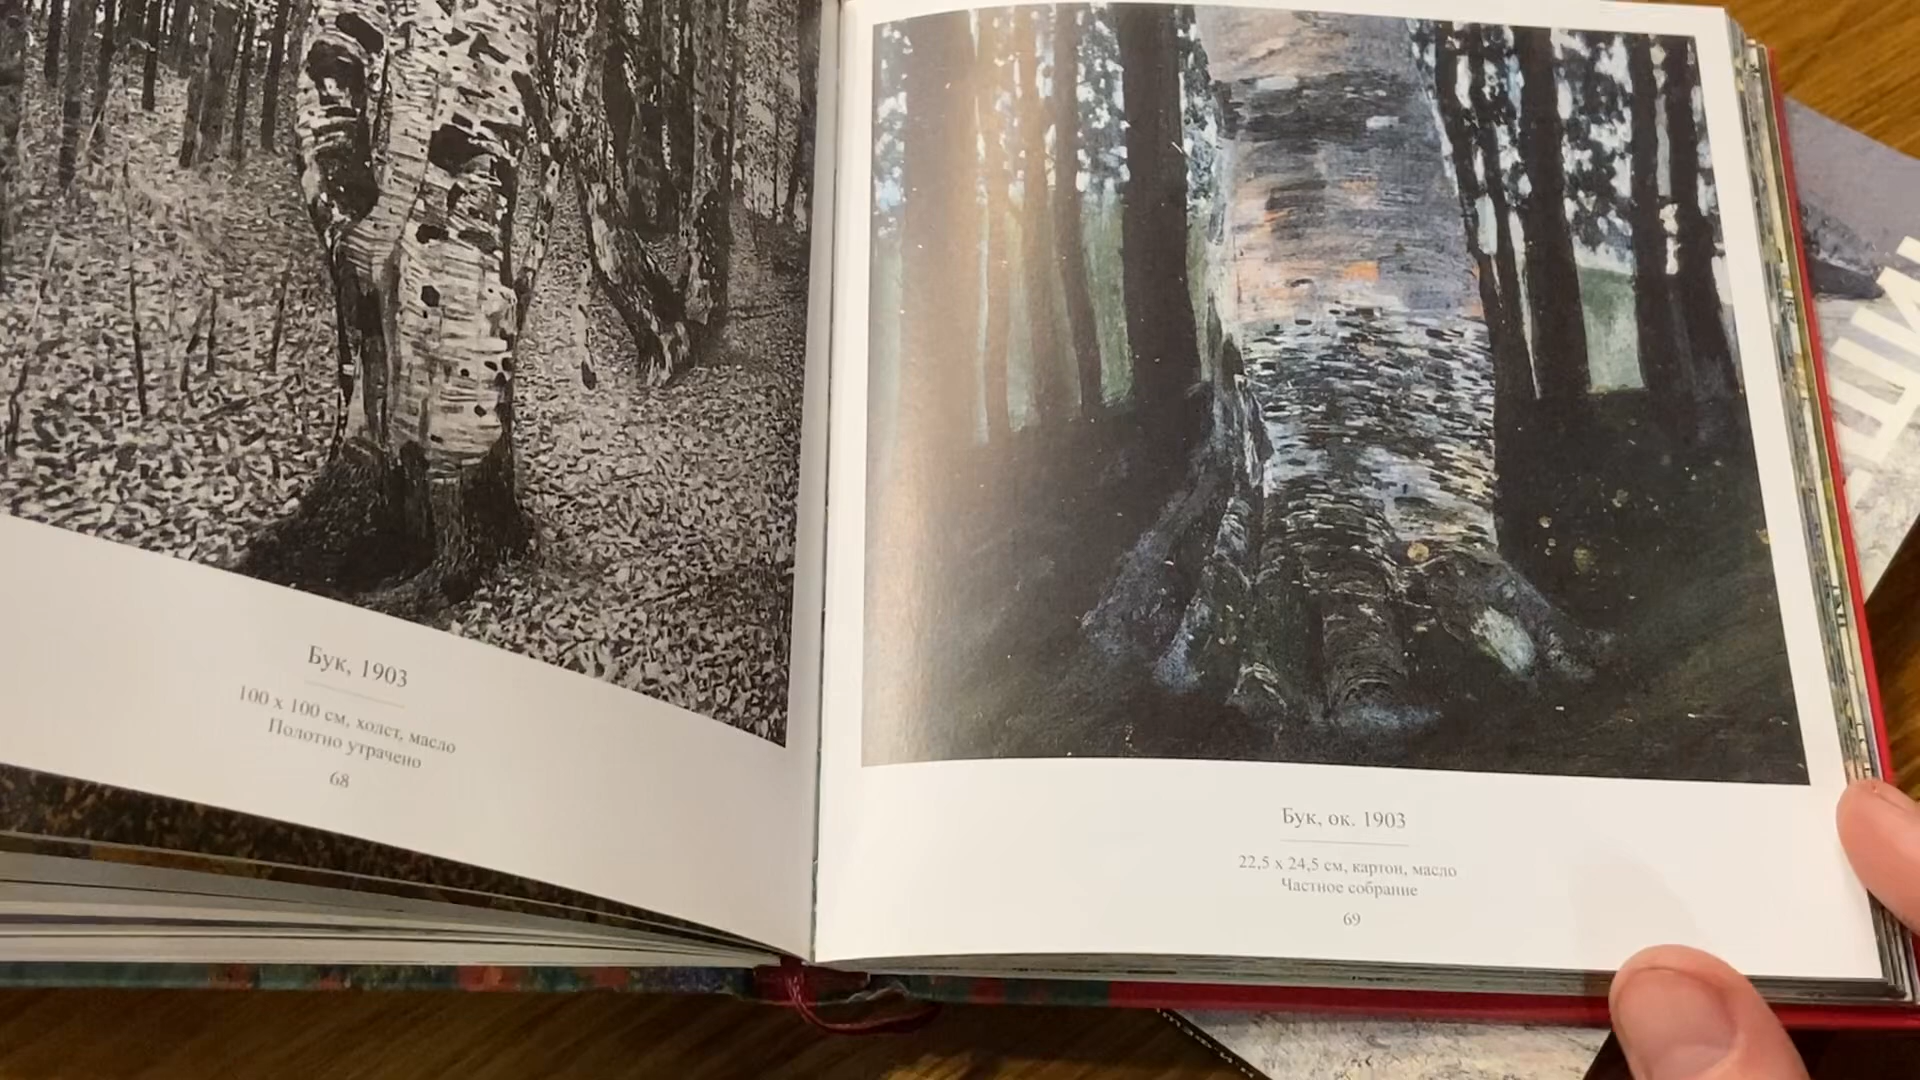 Бук, 1903
100 х 100 см, холст, масло
Полотно утрачено
68
Бук, ок. 1903
22,5 х 24,5 см, картон, масло
Частное собрание
69